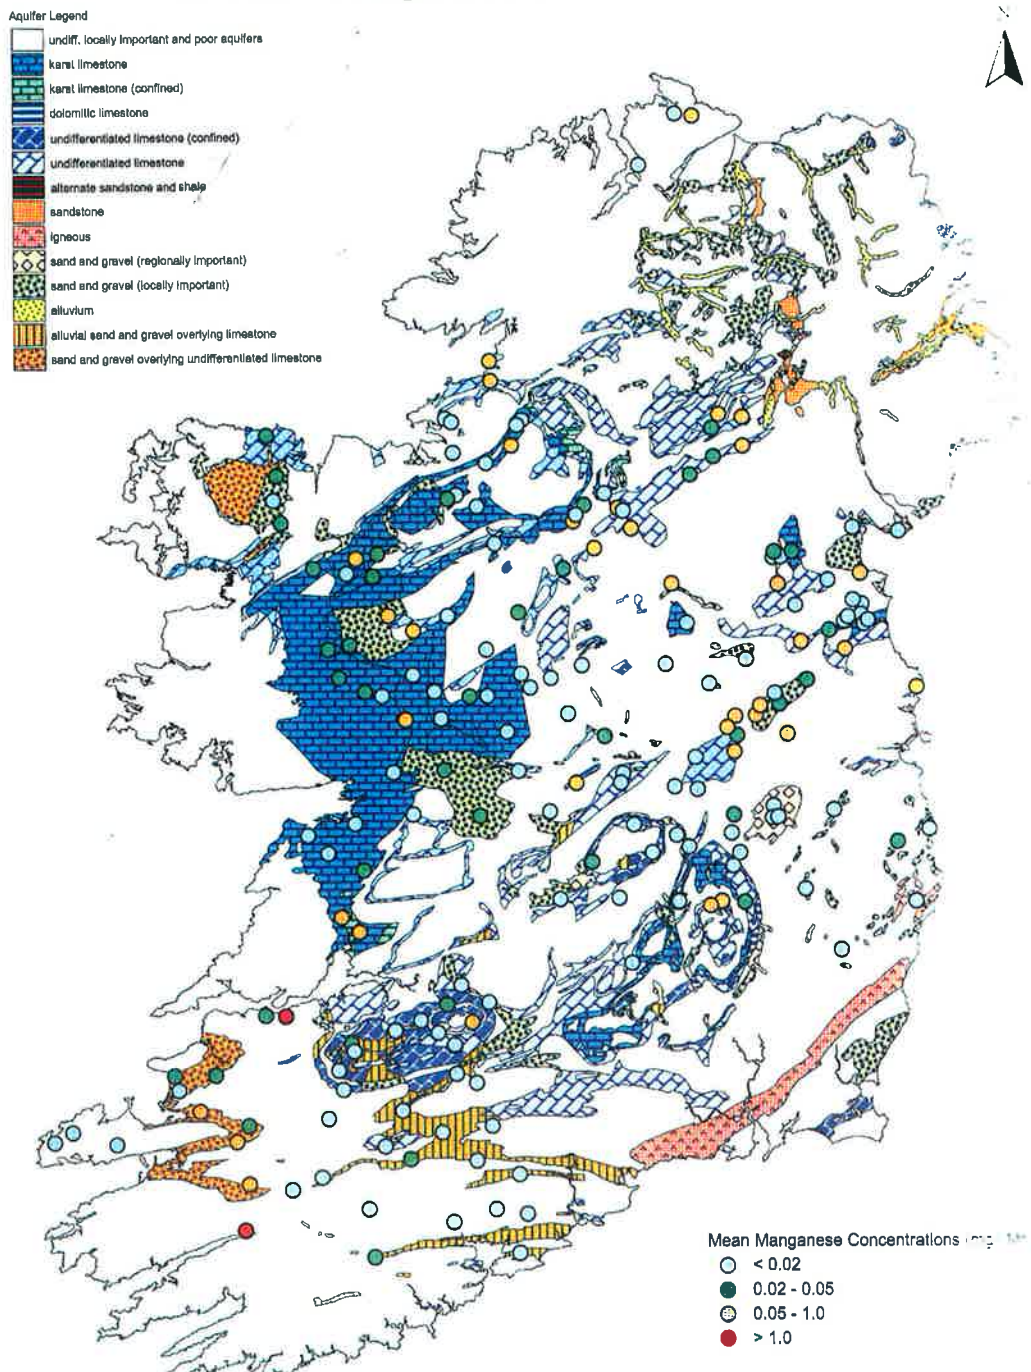 Aquifer Legend
undiff. locally important and poor aquifers
karst limestone
karst limestone (confined)
dolomitic limestone
undifferentiated limestone (confined)
undifferentiated limestone
alternate sandstone and shale
sandstone
igneous
sand and gravel (regionally important)
sand and gravel (locally important)
alluvium
alluvial sand and gravel overlying limestone
sand and gravel overlying undifferentiated limestone
Mean Manganese Concentrations
< 0.02
0.02 - 0.05
0.05 - 1.0
> 1.0